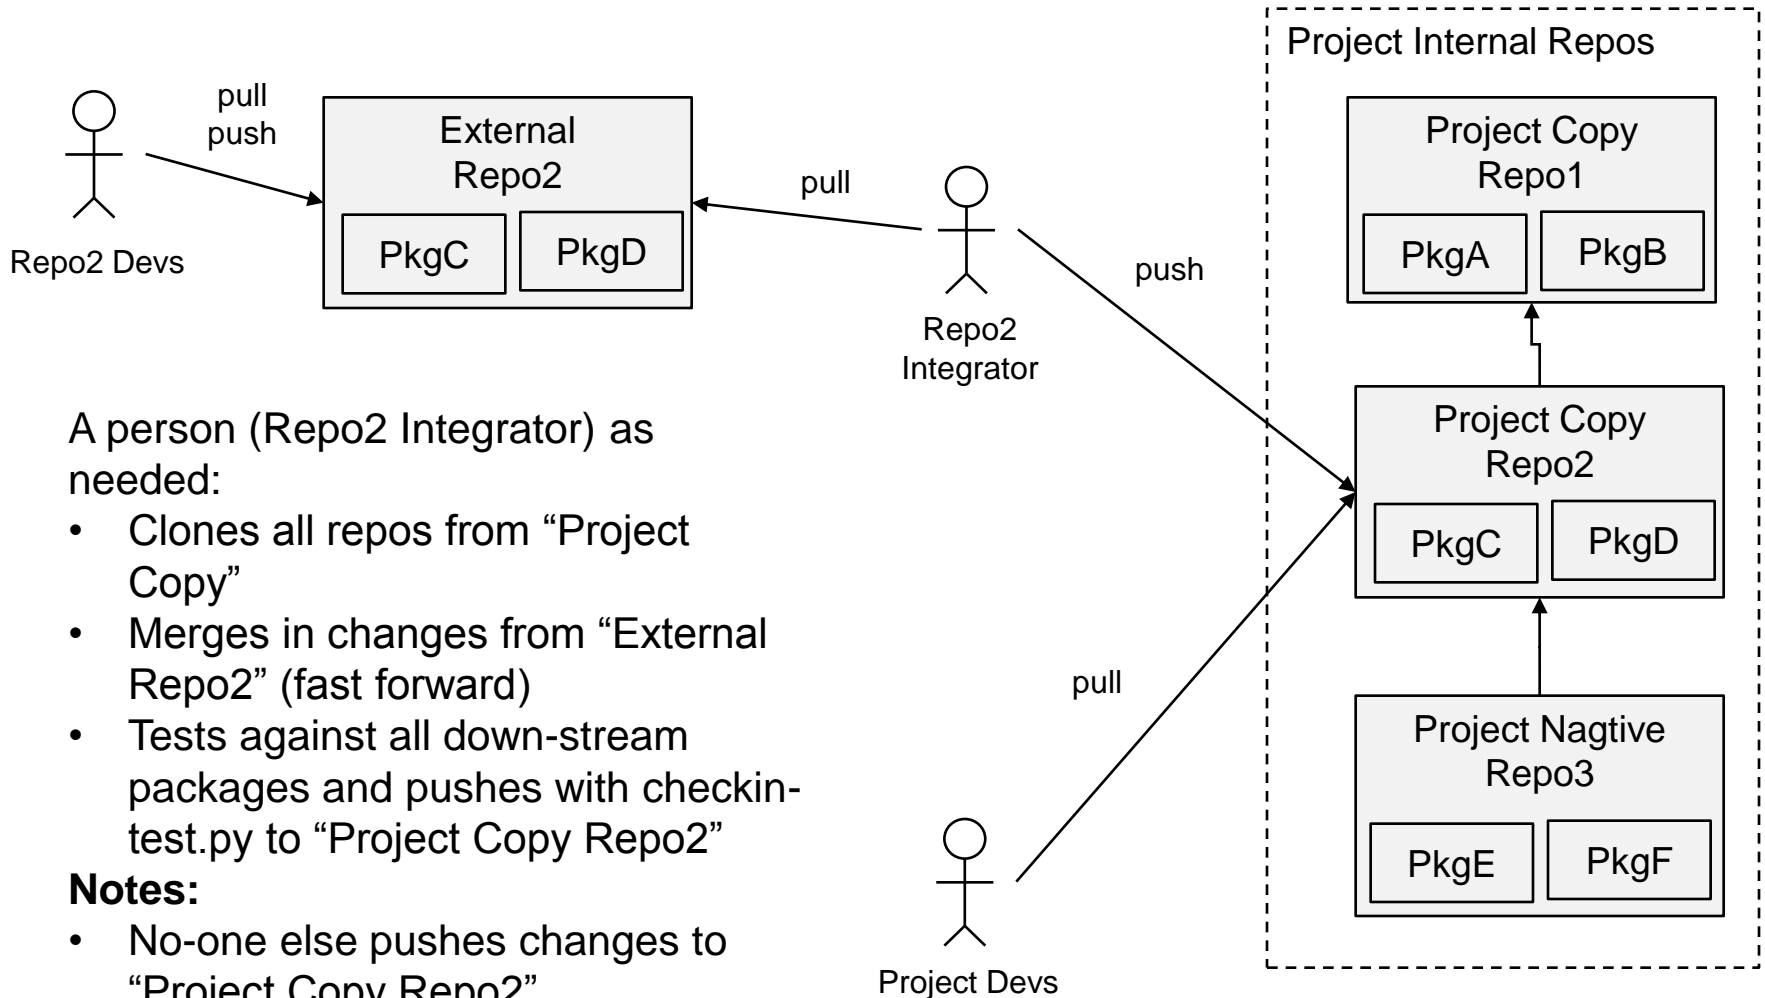 Project Internal Repos
pull
push
Repo2 Devs
External
Repo2
PkgC
PkgD
pull
Repo2
Integrator
push
Project Copy
Repo1
PkgA
PkgB
Project Copy
Repo2
PkgC
PkgD
pull
Project Nagtive
Repo3
PkgE
PkgF
Project Devs
A person (Repo2 Integrator) as
needed:
• Clones all repos from “Project
Copy”
• Merges in changes from “External
Repo2” (fast forward)
• Tests against all down-stream
packages and pushes with checkin-
test.py to “Project Copy Repo2”
Notes:
• No-one else pushes changes to
“Project Copy Repo2”